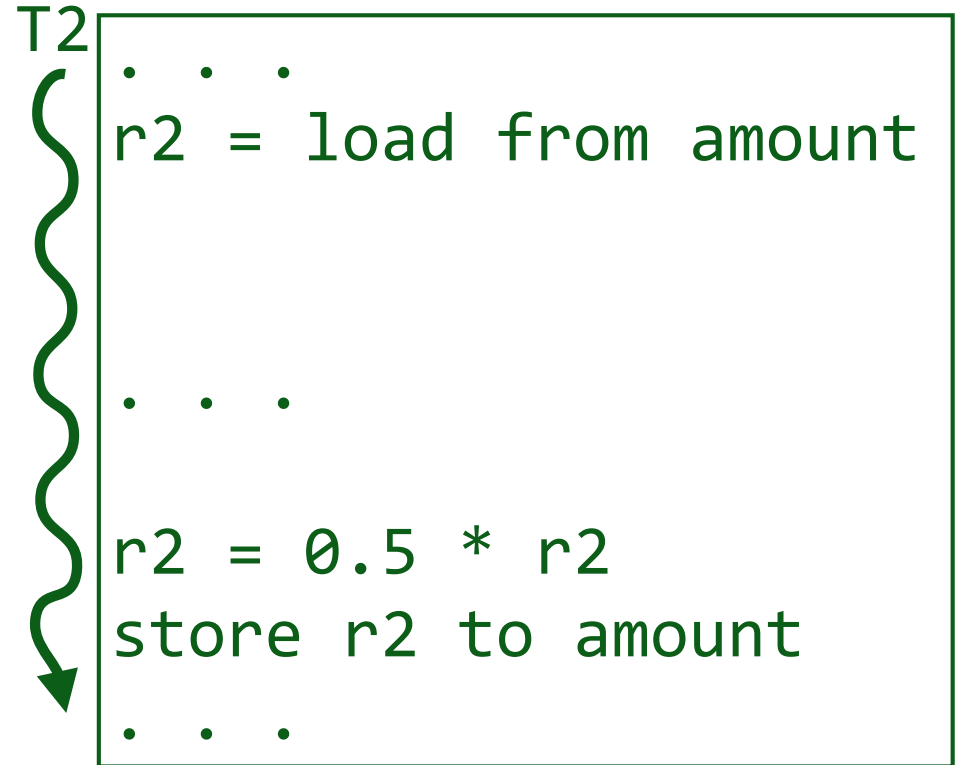 T2
. . .
r2 = load from amount
. . .
r2 = 0.5 * r2
store r2 to amount
. . .